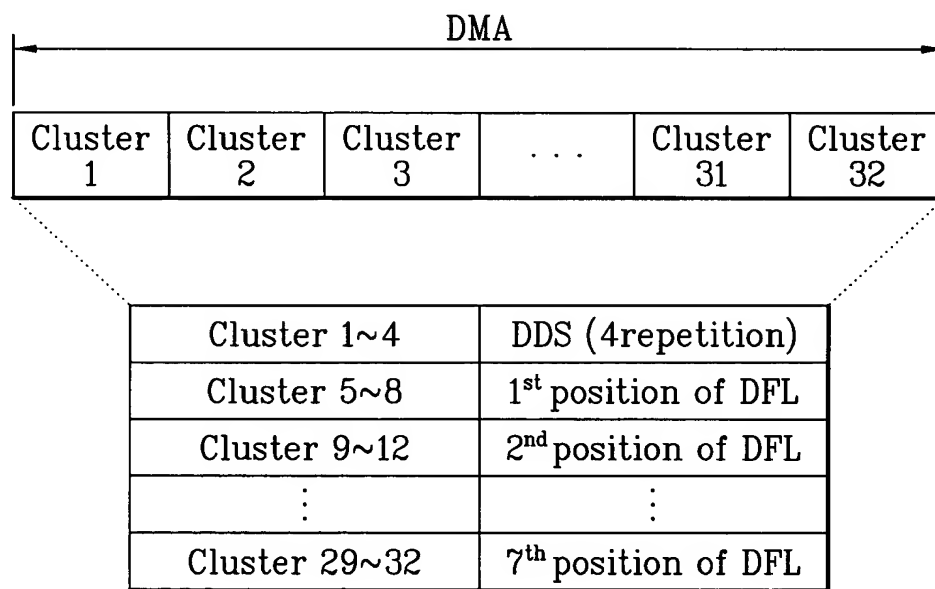 DMA
Cluster 1
Cluster 2
Cluster 3
. . .
Cluster 31
Cluster 32
Cluster 1~4 DDS (4repetition)
Cluster 5~8 1st position of DFL
Cluster 9~12 2nd position of DFL
⋮ ⋮
Cluster 29~32 7th position of DFL